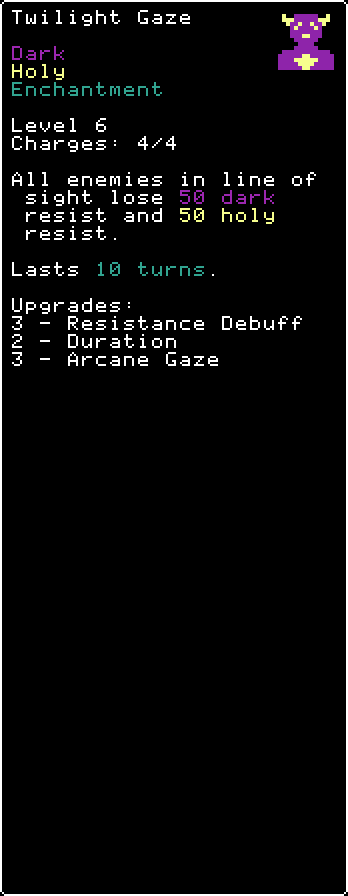 Twilight Gaze
Dark
Holy
Enchantment
Level 6
Charges: 4/4
All enemies in line of
sight lose 50 dark
resist and 50 holy
resist.
Lasts 10 turns.
Upgrades:
3 - Resistance Debuff
2 - Duration
3 - Arcane Gaze